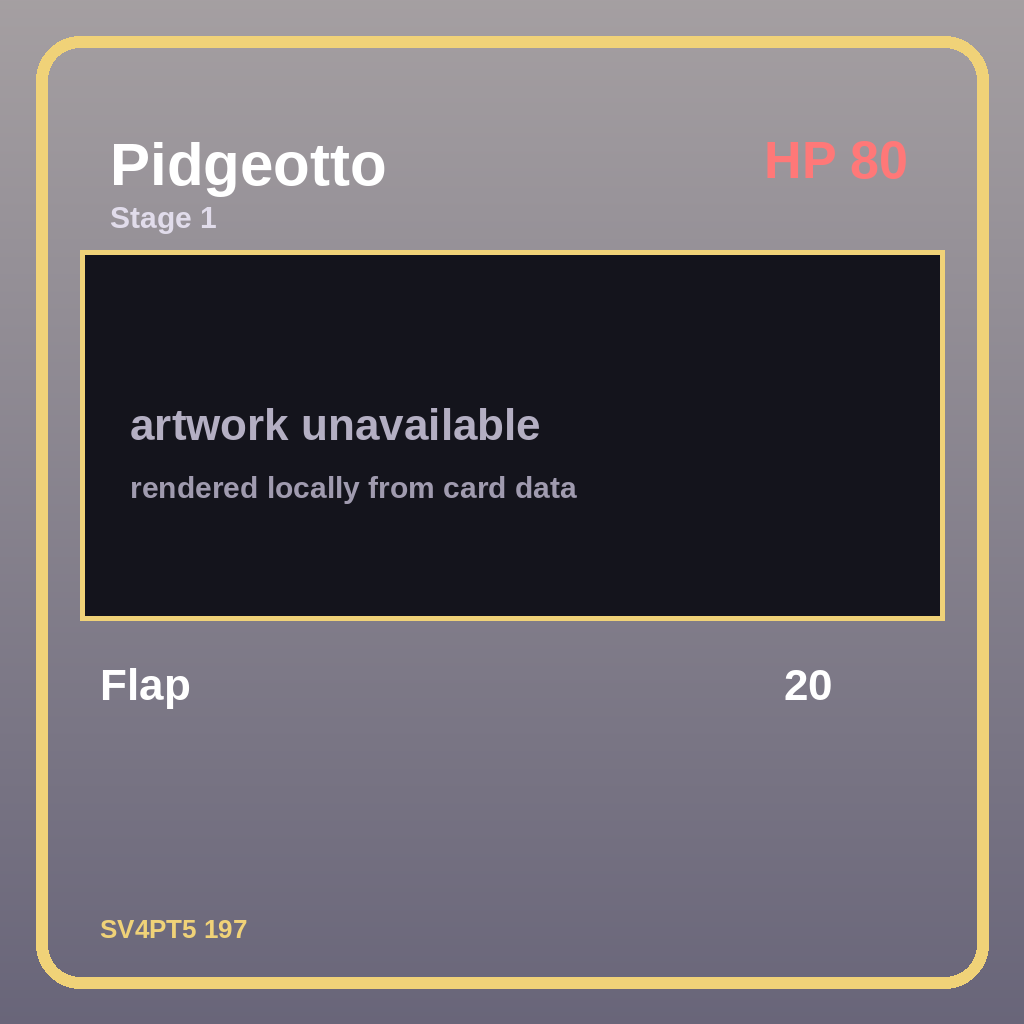 Pidgeotto
HP 80
Stage 1
artwork unavailable
rendered locally from card data
Flap
20
SV4PT5 197